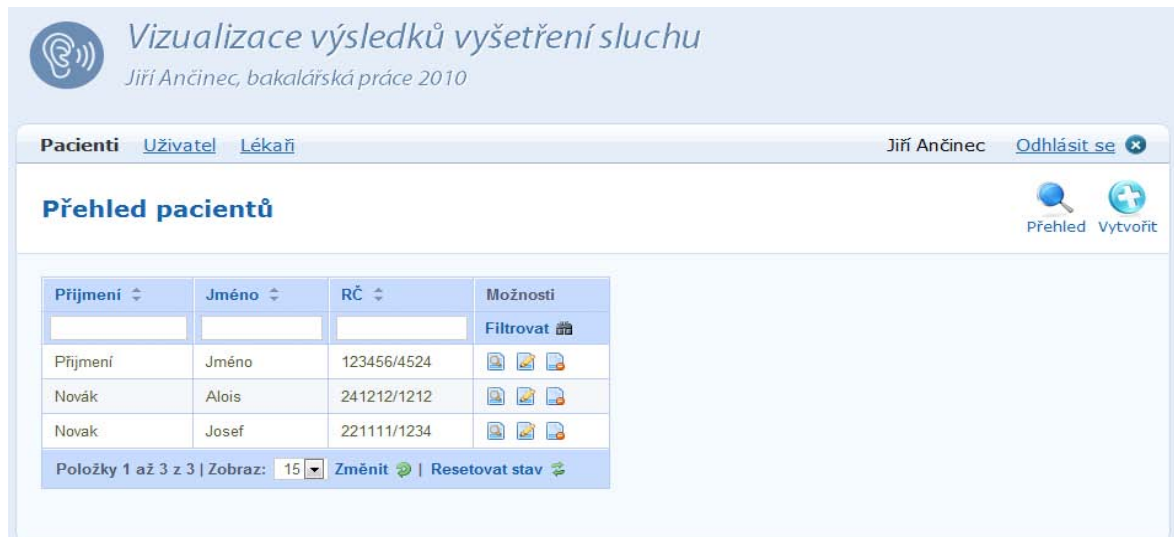 Vizualizace výsledků vyšetření sluchu
Jiří Ančinec, bakalářská práce 2010
Pacienti Uživatel Lékaři Jiří Ančinec Odhlásit se
Přehled pacientů
Přehled Vytvořit
Příjmení Jméno RČ Možnosti
Filtrovat
Příjmení Jméno 123456/4524
Novák Alois 241212/1212
Novak Josef 221111/1234
Položky 1 až 3 z 3 | Zobraz: 15 Změnit | Resetovat stav